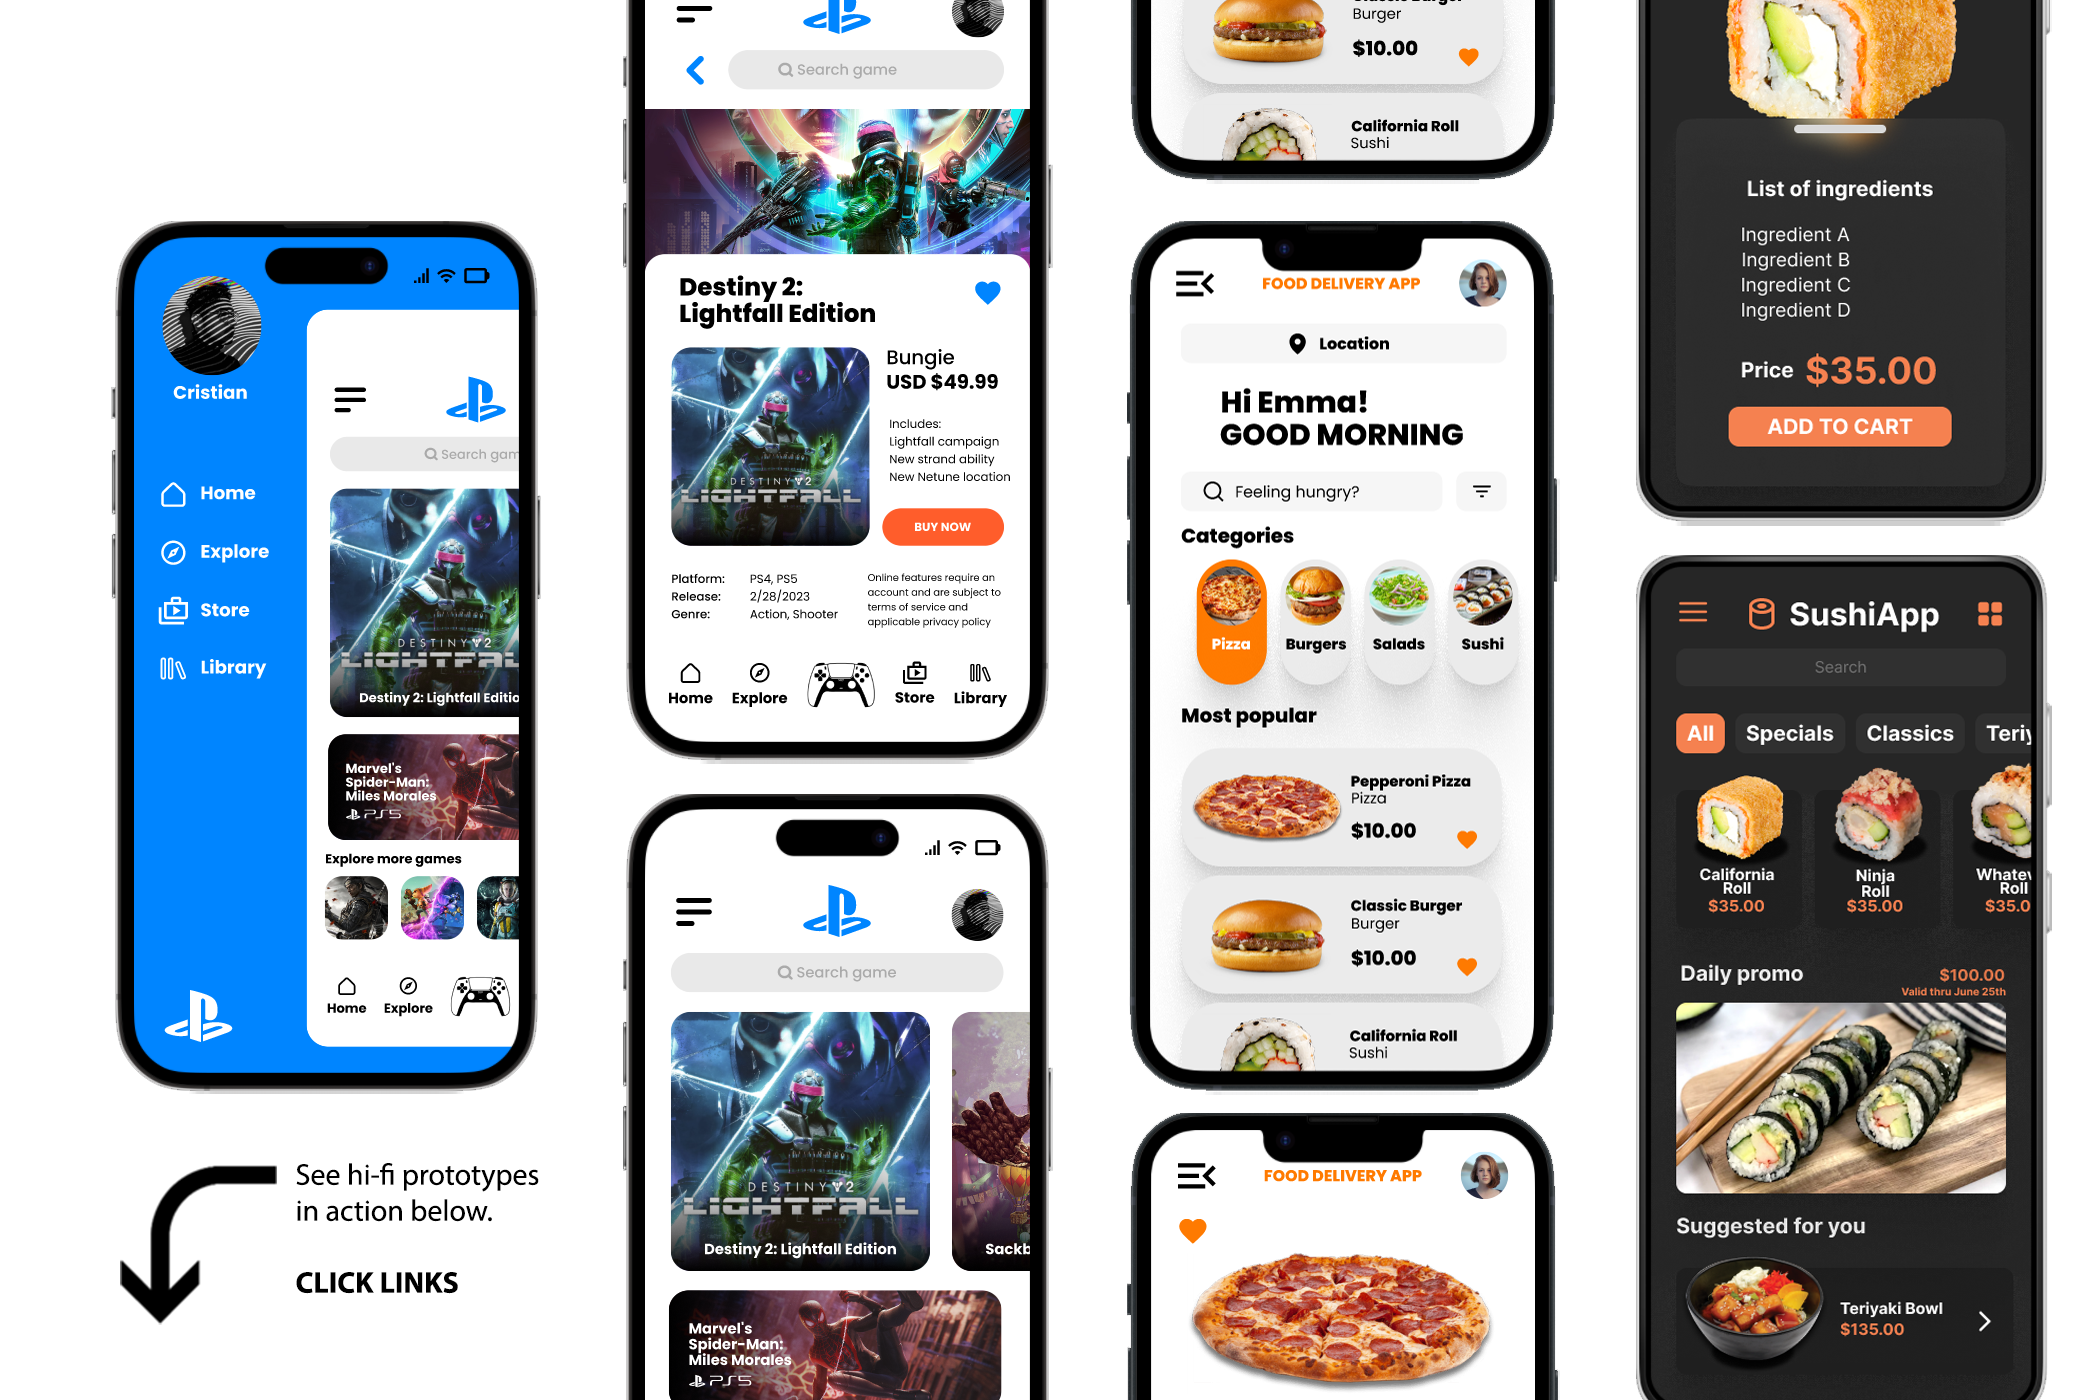 Cristian
Home
Explore
Store
Library
Search gam
DESTINY 2
LIGHTFALL
Destiny 2: Lightfall Editio
Marvel's
Spider-Man:
Miles Morales
PS5
Explore more games
Home
Explore
See hi-fi prototypes
in action below.
CLICK LINKS
Search game
Destiny 2:
Lightfall Edition
Bungie
USD $49.99
Includes:
Lightfall campaign
New strand ability
New Netune location
DESTINY 2
LIGHTFALL
BUY NOW
Platform: PS4, PS5
Release: 2/28/2023
Genre: Action, Shooter
Online features require an
account and are subject to
terms of service and
applicable privacy policy
Home
Explore
Store
Library
Search game
DESTINY 2
LIGHTFALL
Destiny 2: Lightfall Edition
Sackb
Marvel's
Spider-Man:
Miles Morales
PS5
Classic Burger
Burger
$10.00
California Roll
Sushi
FOOD DELIVERY APP
Location
Hi Emma!
GOOD MORNING
Feeling hungry?
Categories
Pizza
Burgers
Salads
Sushi
Most popular
Pepperoni Pizza
Pizza
$10.00
Classic Burger
Burger
$10.00
California Roll
Sushi
FOOD DELIVERY APP
List of ingredients
Ingredient A
Ingredient B
Ingredient C
Ingredient D
Price $35.00
ADD TO CART
SushiApp
Search
All
Specials
Classics
Teriy
California
Roll
$35.00
Ninja
Roll
$35.00
Whatev
Roll
$35.0
Daily promo
$100.00
Valid thru June 25th
Suggested for you
Teriyaki Bowl
$135.00